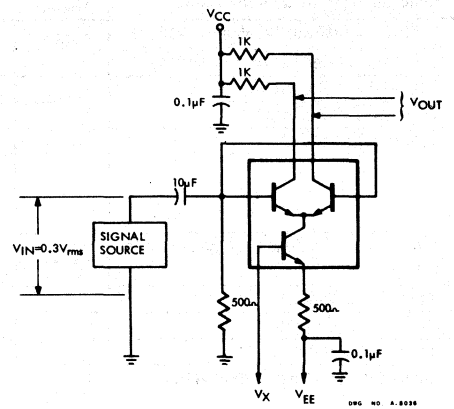 VCC
1K
1K
0.1µF
VOUT
10µF
VIN=0.3Vrms
SIGNAL
SOURCE
500Ω
500Ω
0.1µF
VX
VEE
DWG NO A-8036